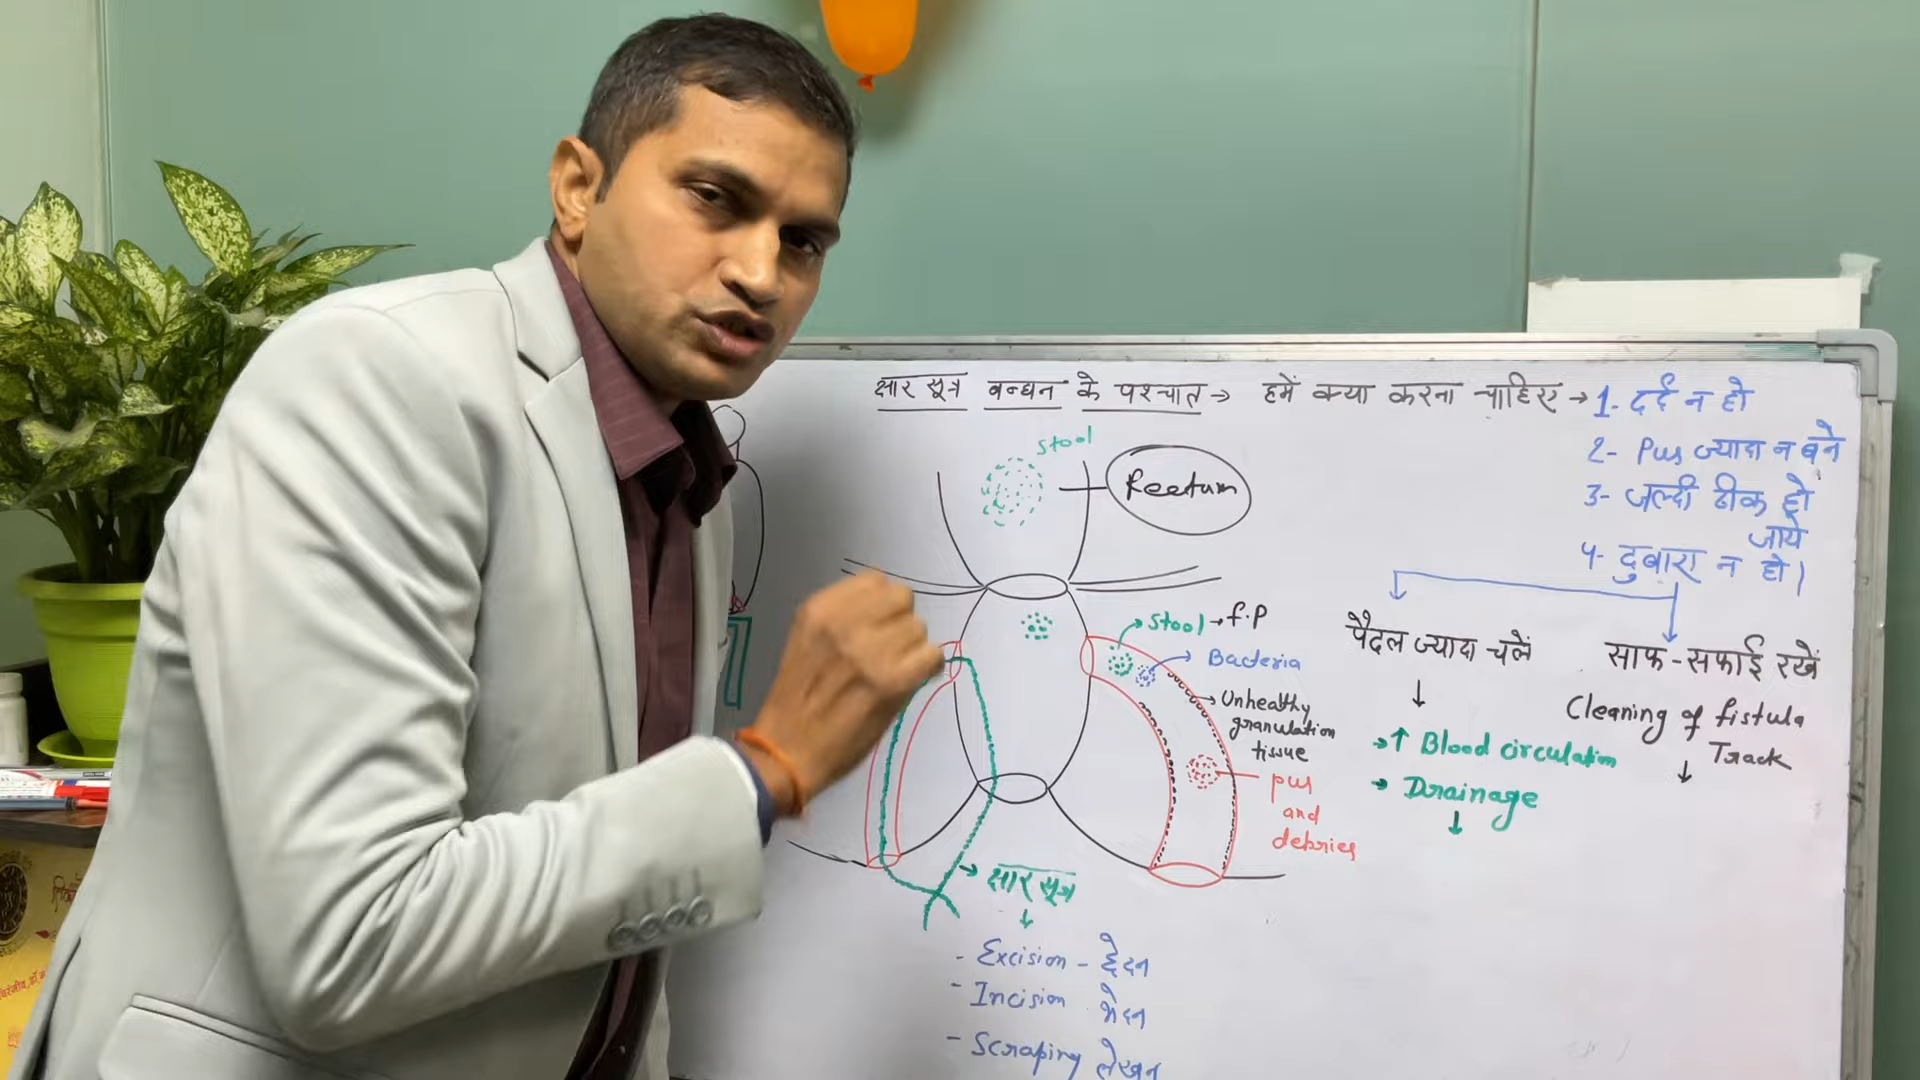 क्षार सूत्र बन्धन के पश्चात → हमें क्या करना चाहिए →
1. दर्द न हो
2- Pus ज्यादा न बने
3- जल्दी ठीक हो
जाये
4- दुबारा न हो।
stool
Rectum
stool → f.P
Bacteria
Unhealthy
granulation
tissue
pus
and
debries
पैदल ज्यादा चलें
↓
→ ↑ Blood circulation
→ Drainage
↓
साफ-सफाई रखें
Cleaning of fistula
Track
↓
→ क्षार सूत्र
↓
- Excision - छेदन
- Incision भेदन
- Scraping लेखन